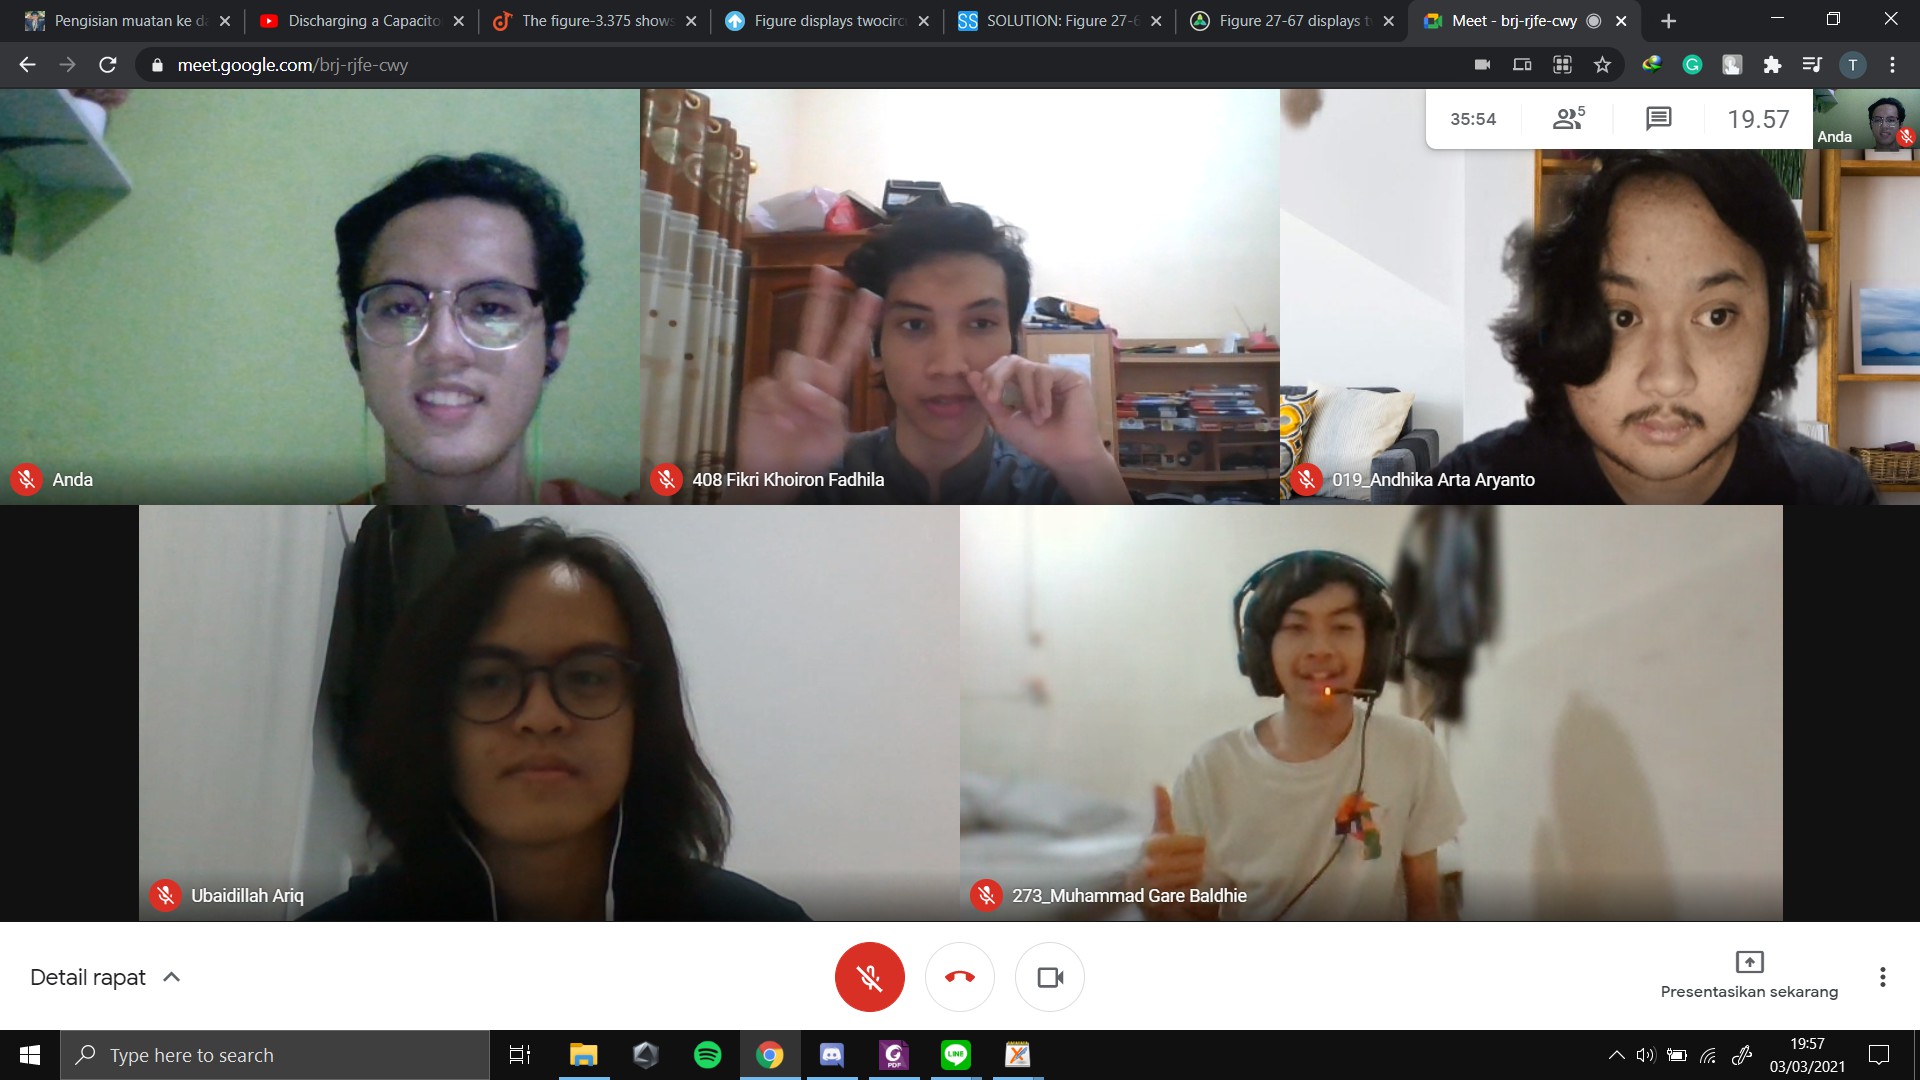 Pengisian muatan ke da
Discharging a Capacito
The figure-3.375 shows
Figure displays twocirc
SOLUTION: Figure 27-6
Figure 27-67 displays t
Meet - brj-rjfe-cwy
meet.google.com/brj-rjfe-cwy
T
35:54
5
19.57
Anda
Anda
408 Fikri Khoiron Fadhila
019_Andhika Arta Aryanto
Ubaidillah Ariq
273_Muhammad Gare Baldhie
Detail rapat
Presentasikan sekarang
Type here to search
PDF
LINE
19:57
03/03/2021